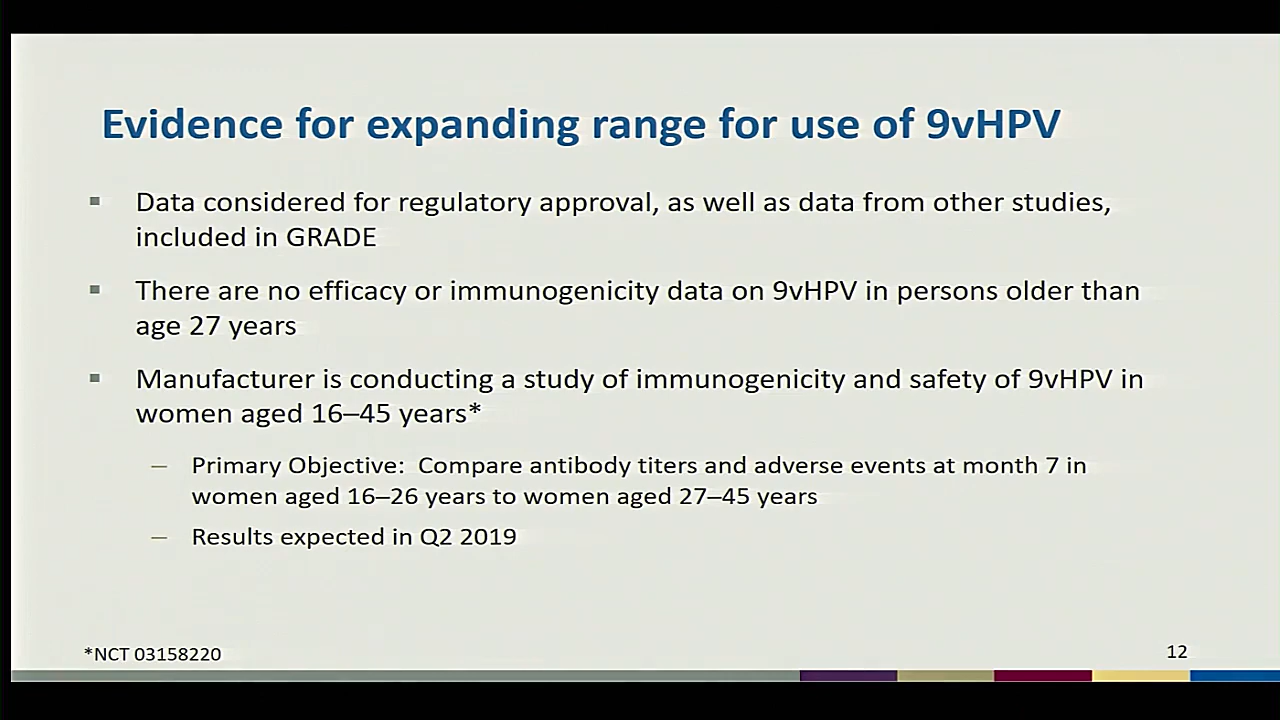 Evidence for expanding range for use of 9vHPV
▪ Data considered for regulatory approval, as well as data from other studies,
included in GRADE
▪ There are no efficacy or immunogenicity data on 9vHPV in persons older than
age 27 years
▪ Manufacturer is conducting a study of immunogenicity and safety of 9vHPV in
women aged 16–45 years*
– Primary Objective:  Compare antibody titers and adverse events at month 7 in
women aged 16–26 years to women aged 27–45 years
– Results expected in Q2 2019
*NCT 03158220
12